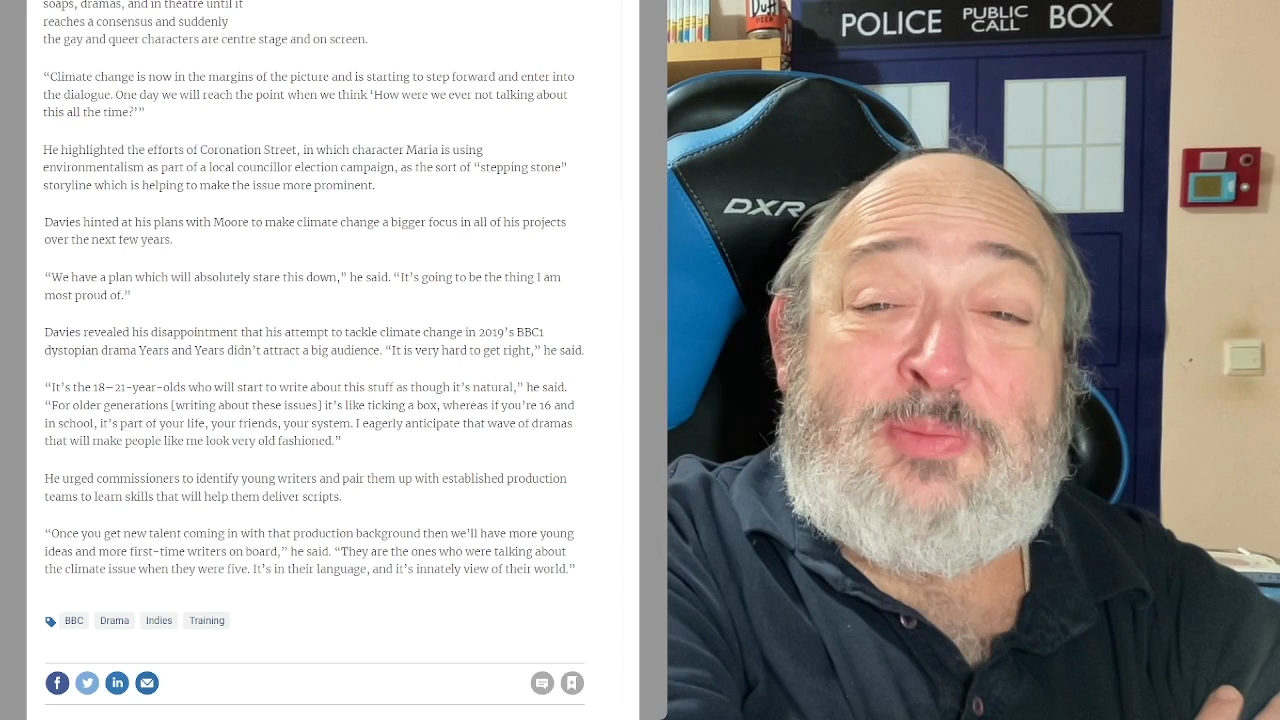 soaps, dramas, and in theatre until it
reaches a consensus and suddenly
the gay and queer characters are centre stage and on screen.
“Climate change is now in the margins of the picture and is starting to step forward and enter into
the dialogue. One day we will reach the point when we think ‘How were we ever not talking about
this all the time?’”
He highlighted the efforts of Coronation Street, in which character Maria is using
environmentalism as part of a local councillor election campaign, as the sort of “stepping stone”
storyline which is helping to make the issue more prominent.
Davies hinted at his plans with Moore to make climate change a bigger focus in all of his projects
over the next few years.
“We have a plan which will absolutely stare this down,” he said. “It’s going to be the thing I am
most proud of.”
Davies revealed his disappointment that his attempt to tackle climate change in 2019’s BBC1
dystopian drama Years and Years didn’t attract a big audience. “It is very hard to get right,” he said.
“It’s the 18–21-year-olds who will start to write about this stuff as though it’s natural,” he said.
“For older generations [writing about these issues] it’s like ticking a box, whereas if you’re 16 and
in school, it’s part of your life, your friends, your system. I eagerly anticipate that wave of dramas
that will make people like me look very old fashioned.”
He urged commissioners to identify young writers and pair them up with established production
teams to learn skills that will help them deliver scripts.
“Once you get new talent coming in with that production background then we’ll have more young
ideas and more first-time writers on board,” he said. “They are the ones who were talking about
the climate issue when they were five. It’s in their language, and it’s innately view of their world.”
BBC Drama Indies Training
POLICE PUBLIC CALL BOX
Duff
BEER
DXR